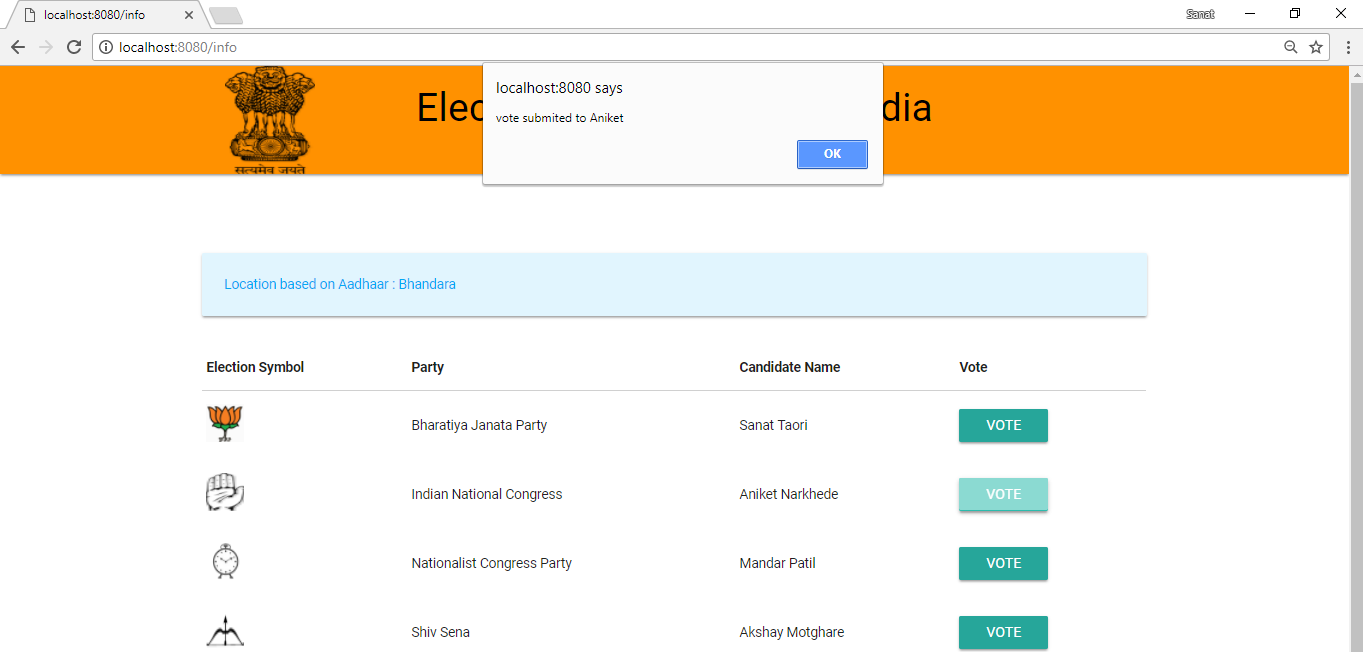 localhost:8080/info
Sanat
localhost:8080/info
Elec
dia
localhost:8080 says
vote submited to Aniket
OK
सत्यमेव जयते
Location based on Aadhaar : Bhandara
Election Symbol Party Candidate Name Vote
Bharatiya Janata Party Sanat Taori VOTE
Indian National Congress Aniket Narkhede VOTE
Nationalist Congress Party Mandar Patil VOTE
Shiv Sena Akshay Motghare VOTE